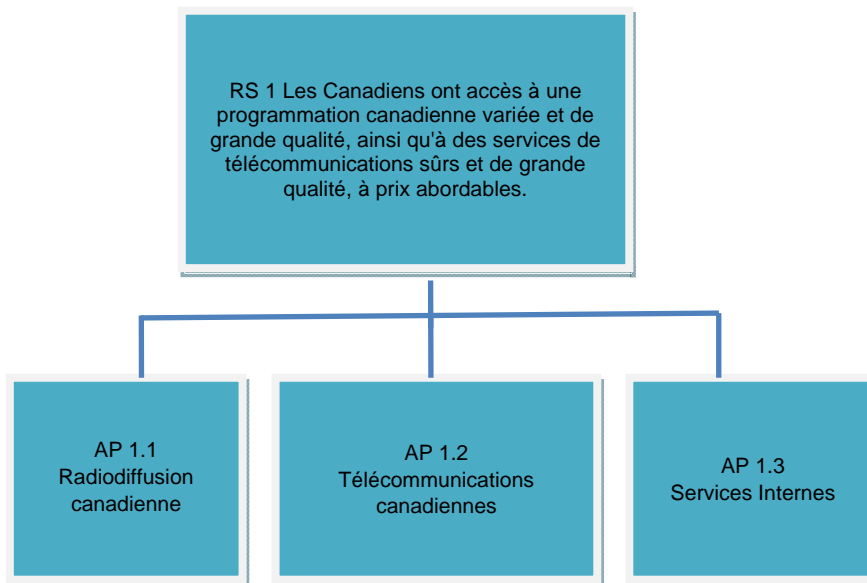 RS 1 Les Canadiens ont accès à une
programmation canadienne variée et de
grande qualité, ainsi qu'à des services de
télécommunications sûrs et de grande
qualité, à prix abordables.
AP 1.1
Radiodiffusion
canadienne
AP 1.2
Télécommunications
canadiennes
AP 1.3
Services Internes